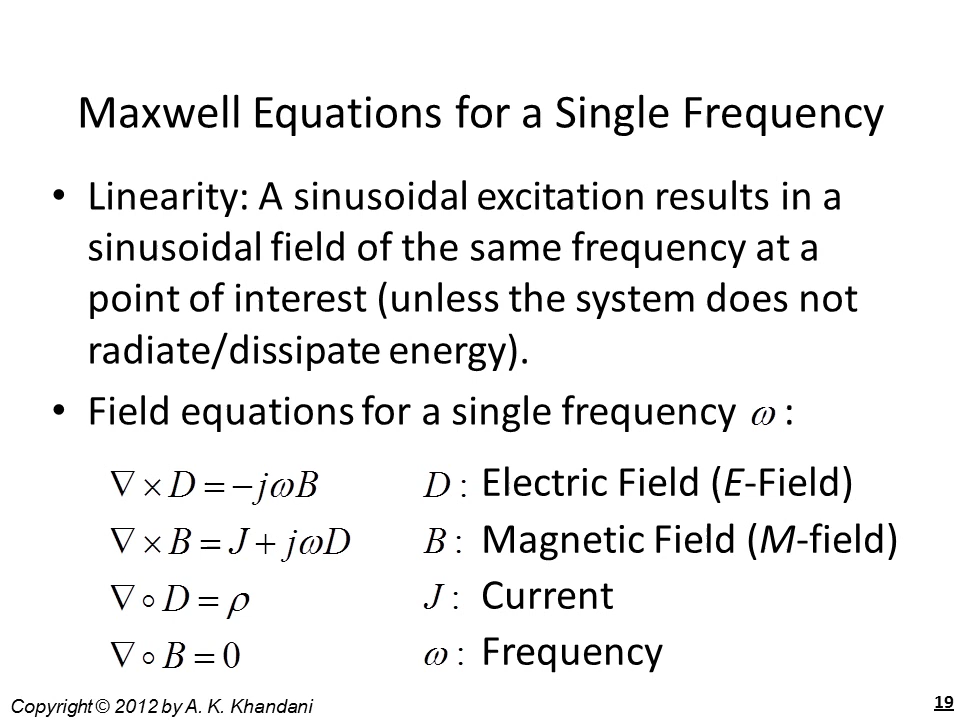 Maxwell Equations for a Single Frequency
• Linearity: A sinusoidal excitation results in a
sinusoidal field of the same frequency at a
point of interest (unless the system does not
radiate/dissipate energy).
• Field equations for a single frequency ω :
∇ × D = −jωB
D : Electric Field (E-Field)
∇ × B = J + jωD
B : Magnetic Field (M-field)
∇ ∘ D = ρ
J : Current
∇ ∘ B = 0
ω : Frequency
Copyright © 2012 by A. K. Khandani
19